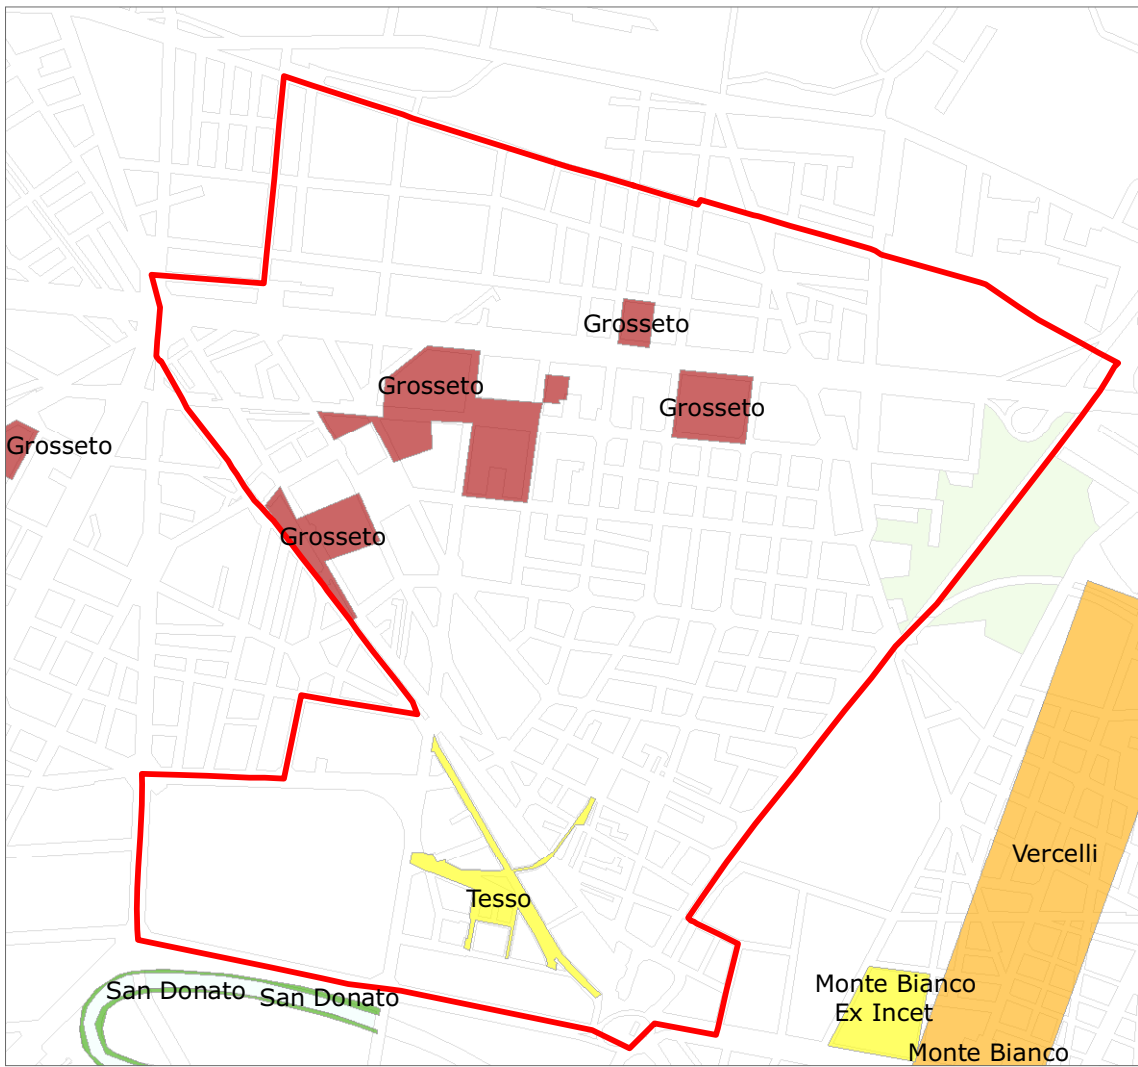 Grosseto
Grosseto
Grosseto
Grosseto
Grosseto
Vercelli
Tesso
Monte Bianco
Ex Incet
San Donato
San Donato
Monte Bianco